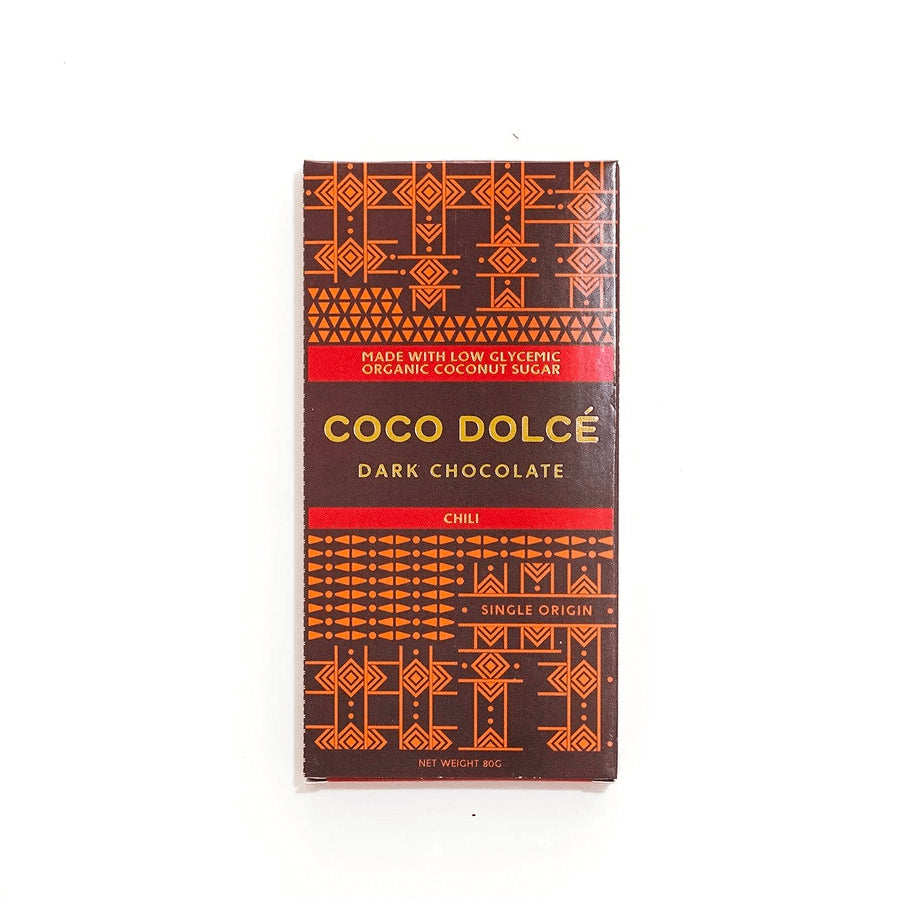 MADE WITH LOW GLYCEMIC
ORGANIC COCONUT SUGAR
COCO DOLCÉ
DARK CHOCOLATE
CHILI
SINGLE ORIGIN
NET WEIGHT 80G